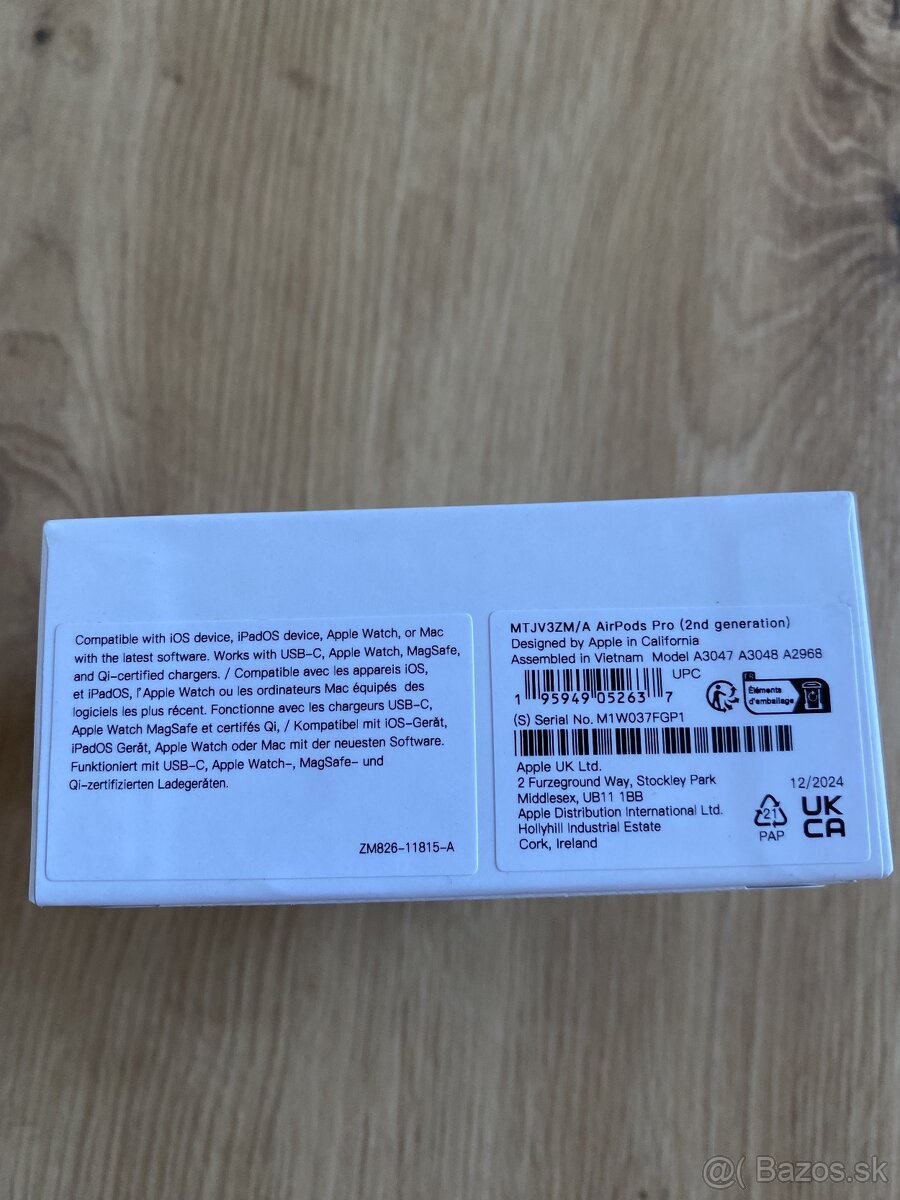 Compatible with iOS device, iPadOS device, Apple Watch, or Mac
with the latest software. Works with USB-C, Apple Watch, MagSafe,
and Qi-certified chargers. / Compatible avec les appareils iOS,
et iPadOS, l'Apple Watch ou les ordinateurs Mac équipés des
logiciels les plus récent. Fonctionne avec les chargeurs USB-C,
Apple Watch MagSafe et certifés Qi, / Kompatibel mit iOS-Gerät,
iPadOS Gerät, Apple Watch oder Mac mit der neuesten Software.
Funktioniert mit USB-C, Apple Watch-, MagSafe- und
Qi-zertifizierten Ladegeräten.
ZM826-11815-A
MTJV3ZM/A AirPods Pro (2nd generation)
Designed by Apple in California
Assembled in Vietnam Model A3047 A3048 A2968
UPC
1 95949 05263 7
FR
Éléments
d'emballage
(S) Serial No. M1W037FGP1
Apple UK Ltd.
2 Furzeground Way, Stockley Park
Middlesex, UB11 1BB
Apple Distribution International Ltd.
Hollyhill Industrial Estate
Cork, Ireland
12/2024
21
PAP
UK
CA
@( Bazos.sk